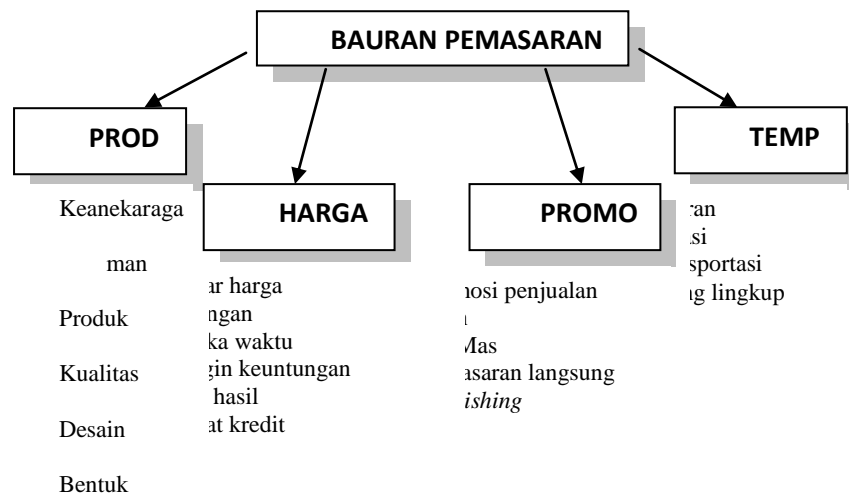 BAURAN PEMASARAN
PROD
Keanekaraga
man
Produk
Kualitas
Desain
Bentuk
HARGA
ar harga
ngan
ka waktu
gin keuntungan
hasil
at kredit
PROMO
nosi penjualan
Mas
asaran langsung
ishing
TEMP
ran
si
sportasi
g lingkup